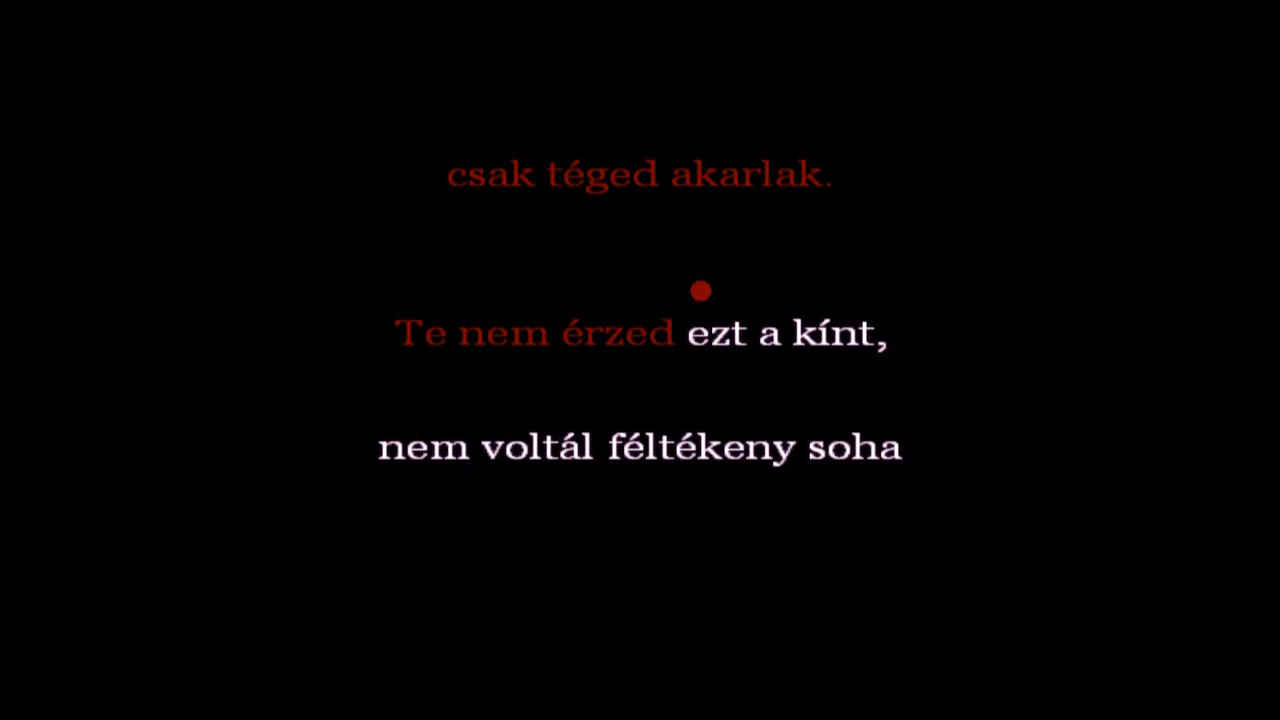 csak téged akarlak.
Te nem érzed ezt a kínt,
nem voltál féltékeny soha